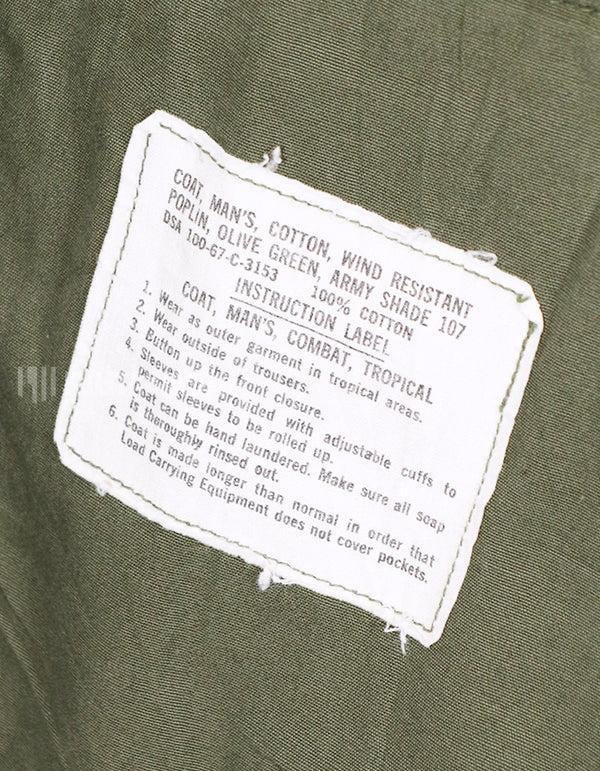 COAT, MAN'S, COTTON, WIND RESISTANT
POPLIN, OLIVE GREEN, ARMY SHADE 107
DSA 100-67-C-3153 100% COTTON
INSTRUCTION LABEL
COAT, MAN'S, COMBAT, TROPICAL
1. Wear as outer garment in tropical areas.
2. Wear outside of trousers.
3. Button up the front closure.
4. Sleeves are provided with adjustable cuffs to
permit sleeves to be rolled up.
5. Coat can be hand laundered. Make sure all soap
is thoroughly rinsed out.
6. Coat is made longer than normal in order that
Load Carrying Equipment does not cover pockets.